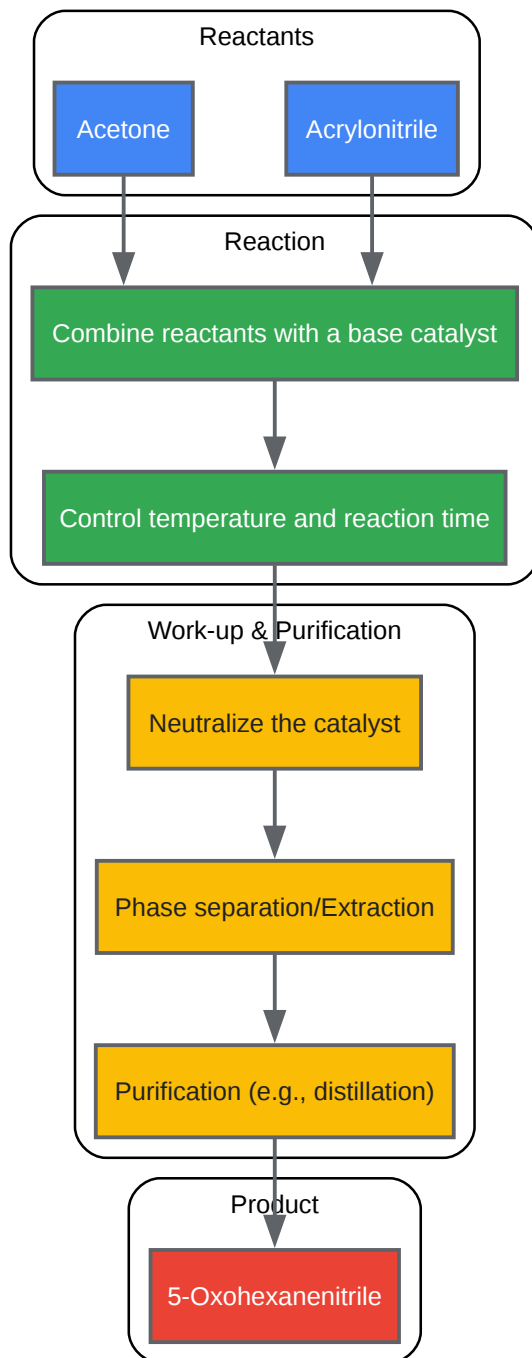 Reactants
Acetone
Acrylonitrile
Reaction
Combine reactants with a base catalyst
Control temperature and reaction time
Work-up & Purification
Neutralize the catalyst
Phase separation/Extraction
Purification (e.g., distillation)
Product
5-Oxohexanenitrile